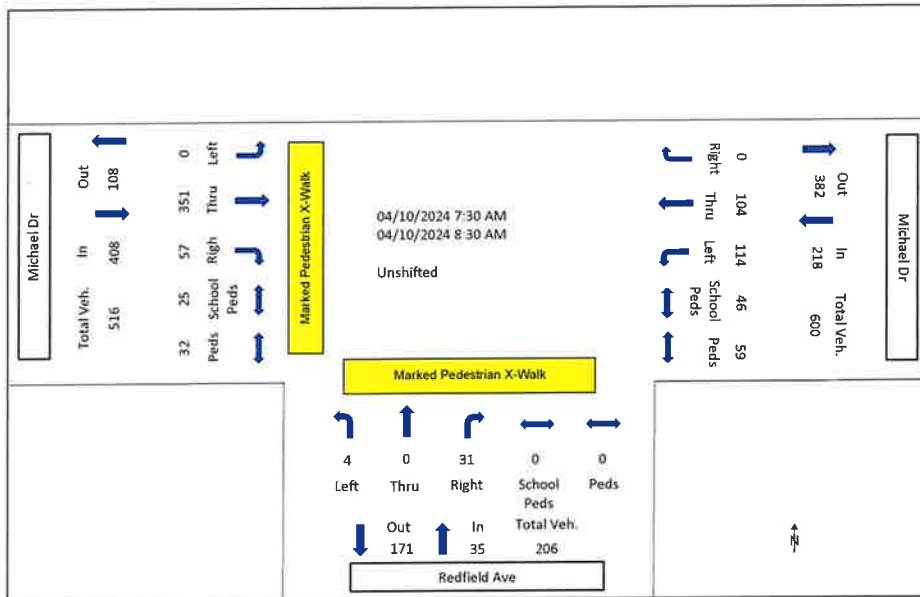 Michael Dr
Out
108
In
408
Total Veh.
516
Left
0
Thru
351
Righ
57
School
Peds
25
Peds
32
Marked Pedestrian X-Walk
04/10/2024 7:30 AM
04/10/2024 8:30 AM
Unshifted
Right
0
Thru
104
Left
114
School
Peds
46
Peds
59
Out
382
In
218
Total Veh.
600
Michael Dr
Marked Pedestrian X-Walk
4 0 31 0 0
Left Thru Right School Peds
Peds
Out In Total Veh.
171 35 206
Redfield Ave
N